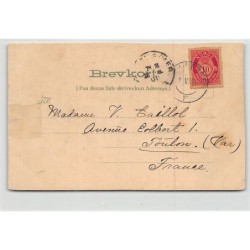 Brevkort
(Paa denne Side skrives kun Adressen.)
Madame V. Caillol
Avenue Colbert 1.
Toulon. (Var)
France.